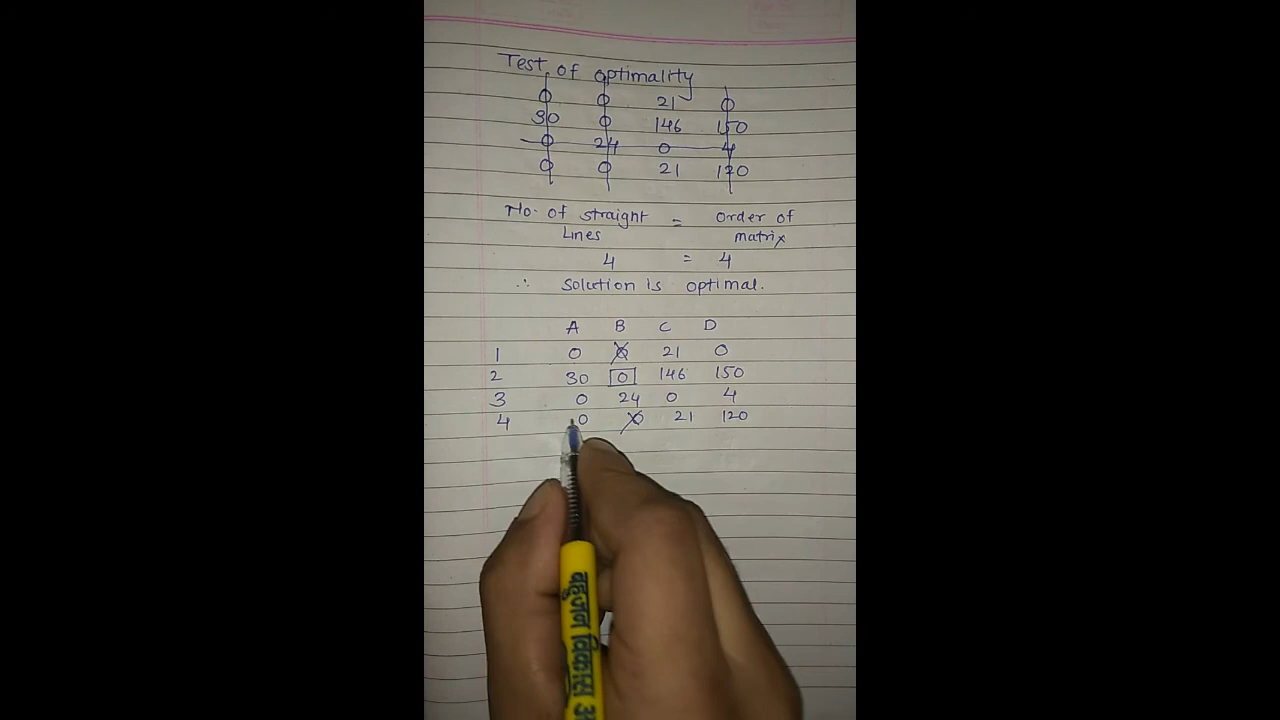 Test of optimality
0 0 21 0
30 0 146 150
0 24 0 4
0 0 21 120
No. of straight = order of
Lines matrix
4 = 4
∴ Solution is optimal.
A B C D
1 0 0 21 0
2 30 0 146 150
3 0 24 0 4
4 0 0 21 120
बहुजन विकास